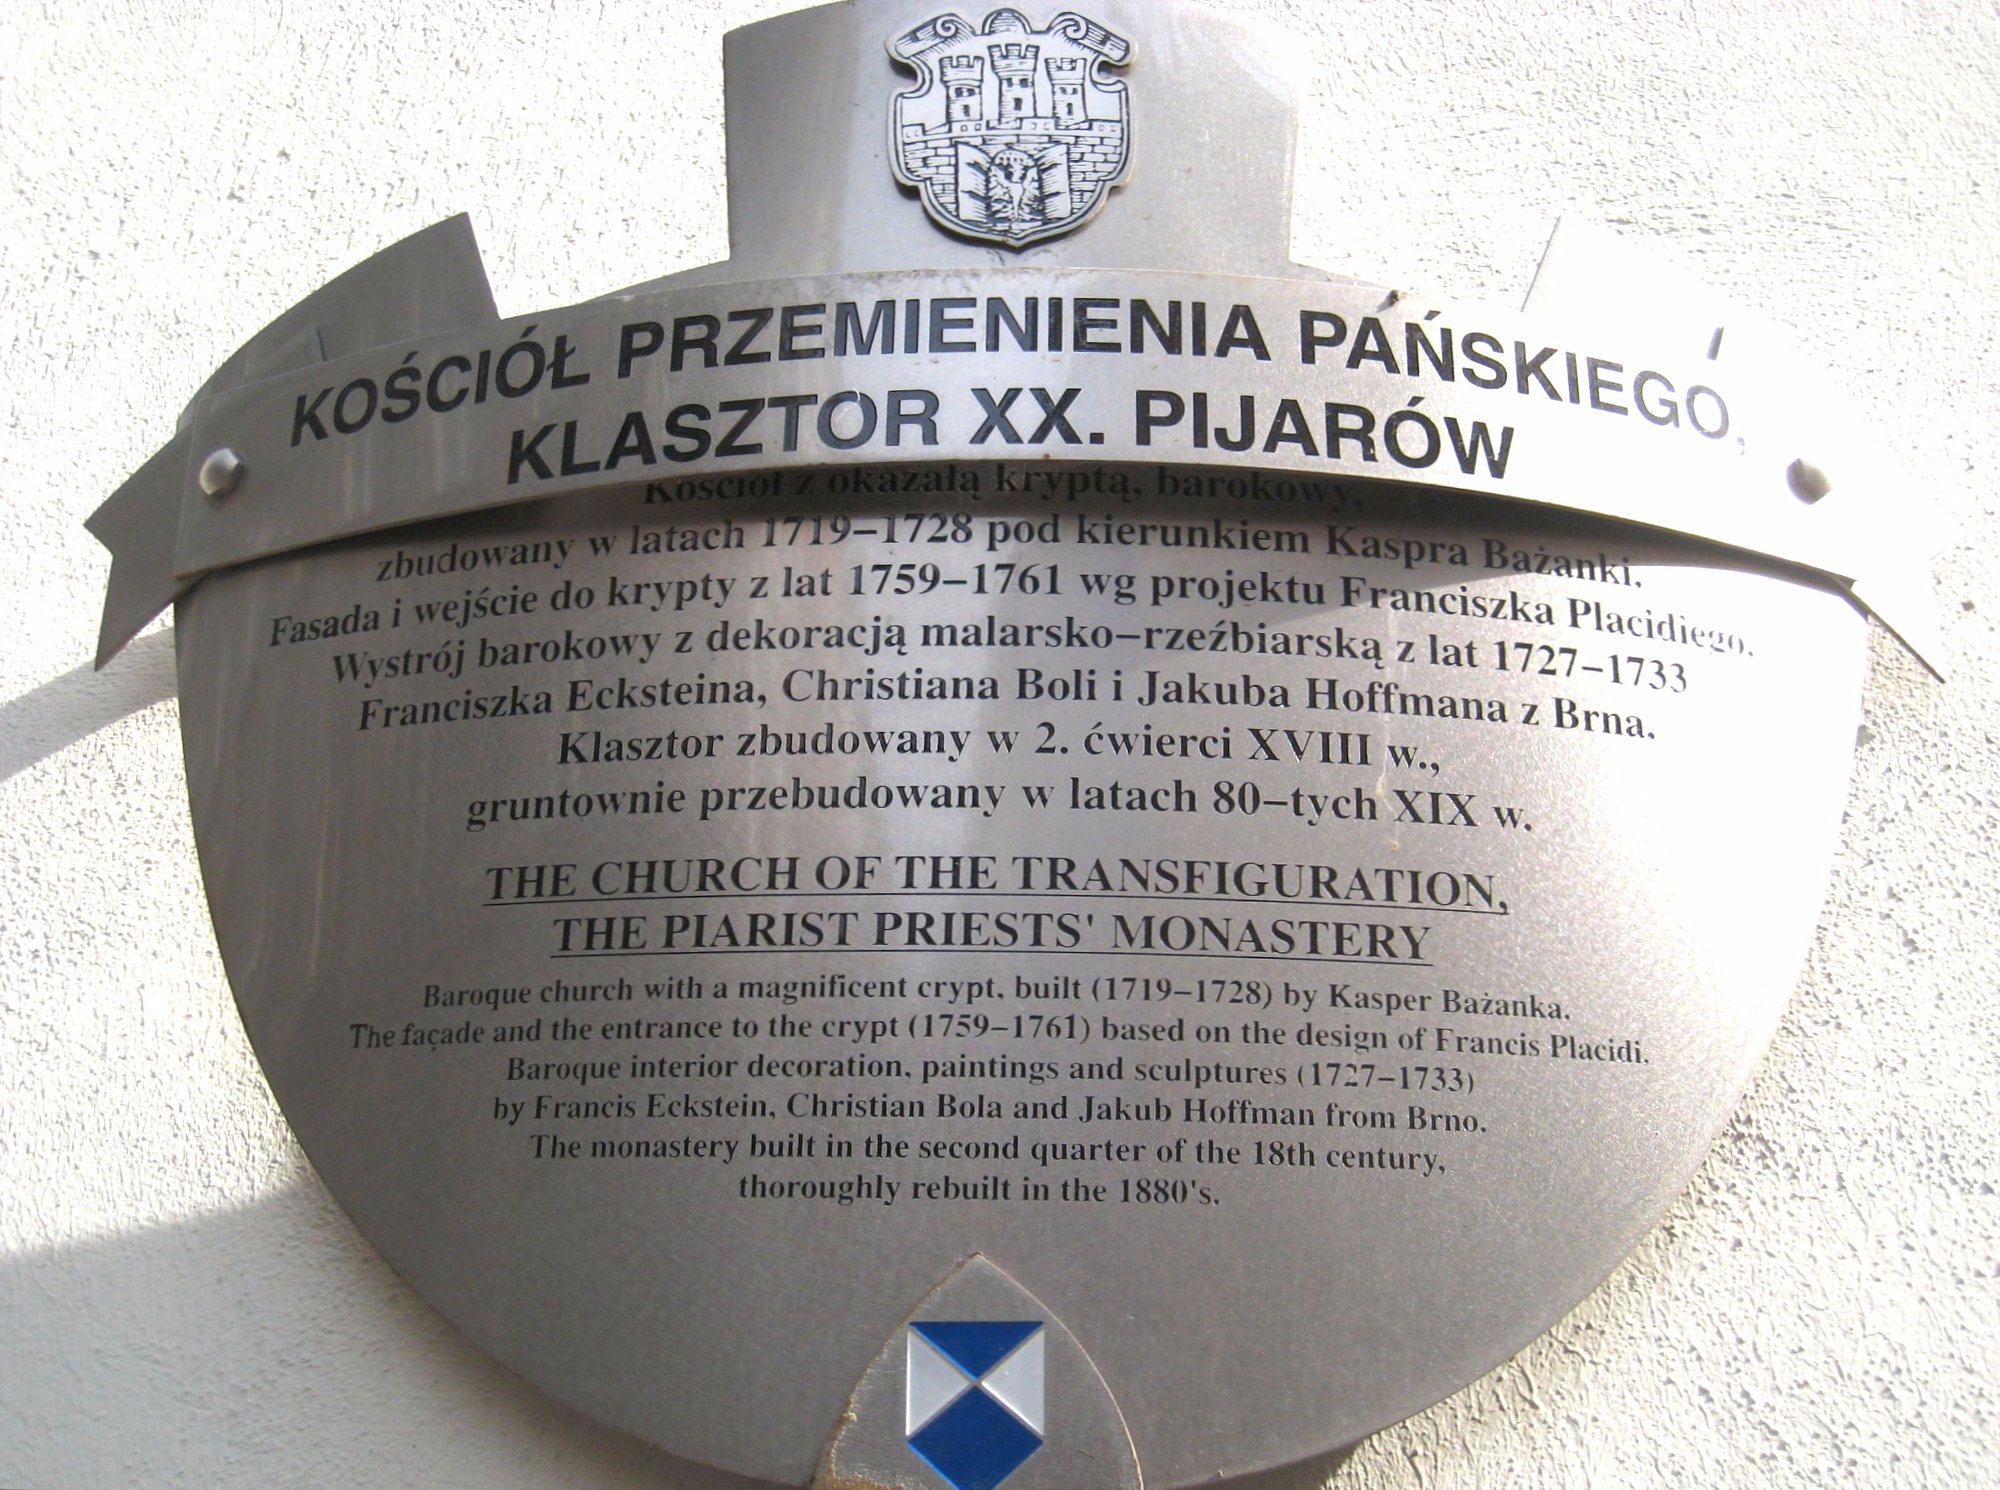 KOŚCIÓŁ PRZEMIENIENIA PAŃSKIEGO,
KLASZTOR XX. PIJARÓW
Kościół z okazałą kryptą, barokowy,
zbudowany w latach 1719–1728 pod kierunkiem Kaspra Bażanki.
Fasada i wejście do krypty z lat 1759–1761 wg projektu Franciszka Placidiego.
Wystrój barokowy z dekoracją malarsko–rzeźbiarską z lat 1727–1733
Franciszka Ecksteina, Christiana Boli i Jakuba Hoffmana z Brna.
Klasztor zbudowany w 2. ćwierci XVIII w.,
gruntownie przebudowany w latach 80–tych XIX w.
THE CHURCH OF THE TRANSFIGURATION,
THE PIARIST PRIESTS' MONASTERY
Baroque church with a magnificent crypt, built (1719–1728) by Kasper Bażanka.
The façade and the entrance to the crypt (1759–1761) based on the design of Francis Placidi.
Baroque interior decoration, paintings and sculptures (1727–1733)
by Francis Eckstein, Christian Bola and Jakub Hoffman from Brno.
The monastery built in the second quarter of the 18th century,
thoroughly rebuilt in the 1880's.